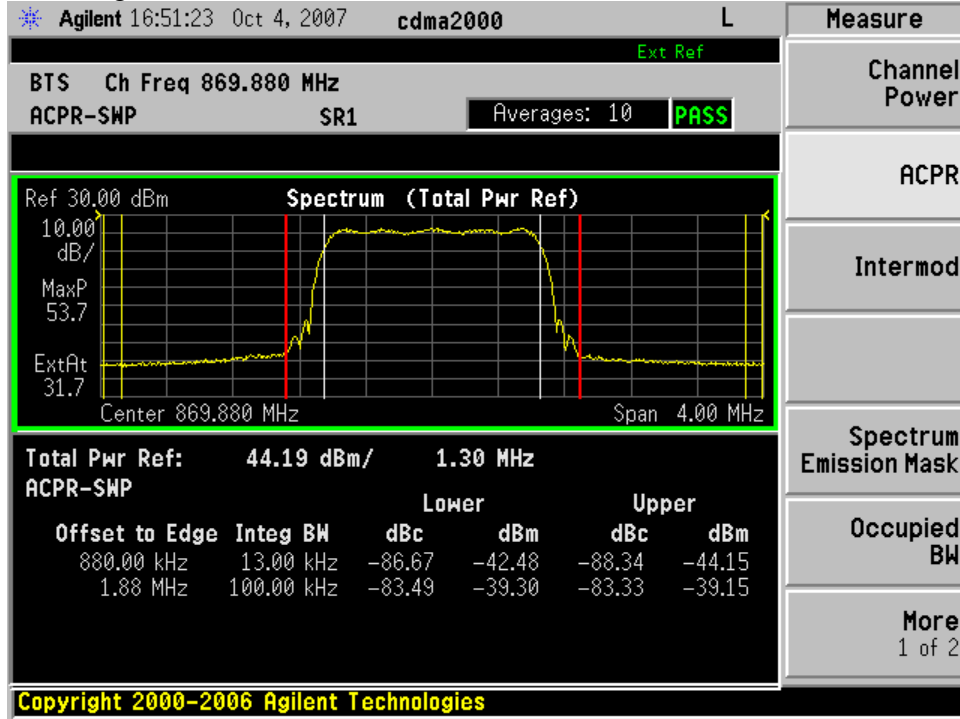 Agilent 16:51:23 Oct 4, 2007 cdma2000 L
Measure
Ext Ref
BTS Ch Freq 869.880 MHz
ACPR-SWP SR1 Averages: 10 PASS
Ref 30.00 dBm Spectrum (Total Pwr Ref)
10.00
dB/
MaxP
53.7
ExtAt
31.7
Center 869.880 MHz Span 4.00 MHz
Total Pwr Ref: 44.19 dBm/ 1.30 MHz
ACPR-SWP
Lower Upper
Offset to Edge Integ BW dBc dBm dBc dBm
880.00 kHz 13.00 kHz -86.67 -42.48 -88.34 -44.15
1.88 MHz 100.00 kHz -83.49 -39.30 -83.33 -39.15
Copyright 2000-2006 Agilent Technologies
Channel
Power
ACPR
Intermod
Spectrum
Emission Mask
Occupied
BW
More
1 of 2